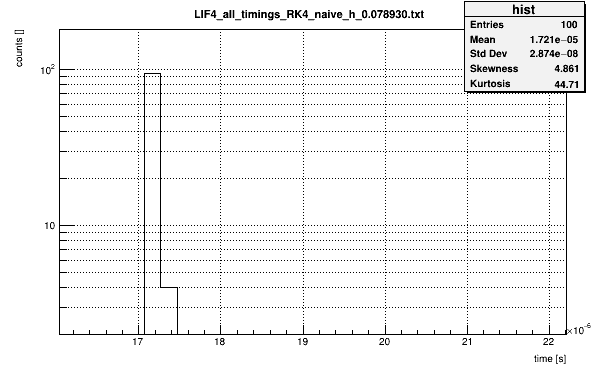 LIF4_all_timings_RK4_naive_h_0.078930.txt
hist
Entries 100
Mean 1.721e−05
Std Dev 2.874e−08
Skewness 4.861
Kurtosis 44.71
counts []
10²
10
17 18 19 20 21 22
×10⁻⁶
time [s]